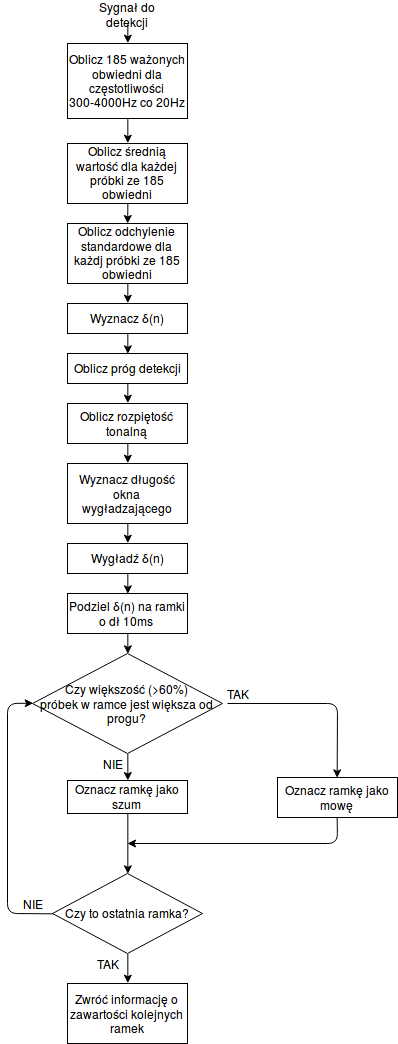 Sygnał do
detekcji
Oblicz 185 ważonych
obwiedni dla
częstotliwości
300-4000Hz co 20Hz
Oblicz średnią
wartość dla każdej
próbki ze 185
obwiedni
Oblicz odchylenie
standardowe dla
każdj próbki ze 185
obwiedni
Wyznacz δ(n)
Oblicz próg detekcji
Oblicz rozpiętość
tonalną
Wyznacz długość
okna
wygładzającego
Wygładź δ(n)
Podziel δ(n) na ramki
o dł 10ms
Czy większość (>60%)
próbek w ramce jest większa od
progu?
TAK
NIE
Oznacz ramkę jako
szum
Oznacz ramkę jako
mowę
Czy to ostatnia ramka?
NIE
TAK
Zwróć informację o
zawartości kolejnych
ramek